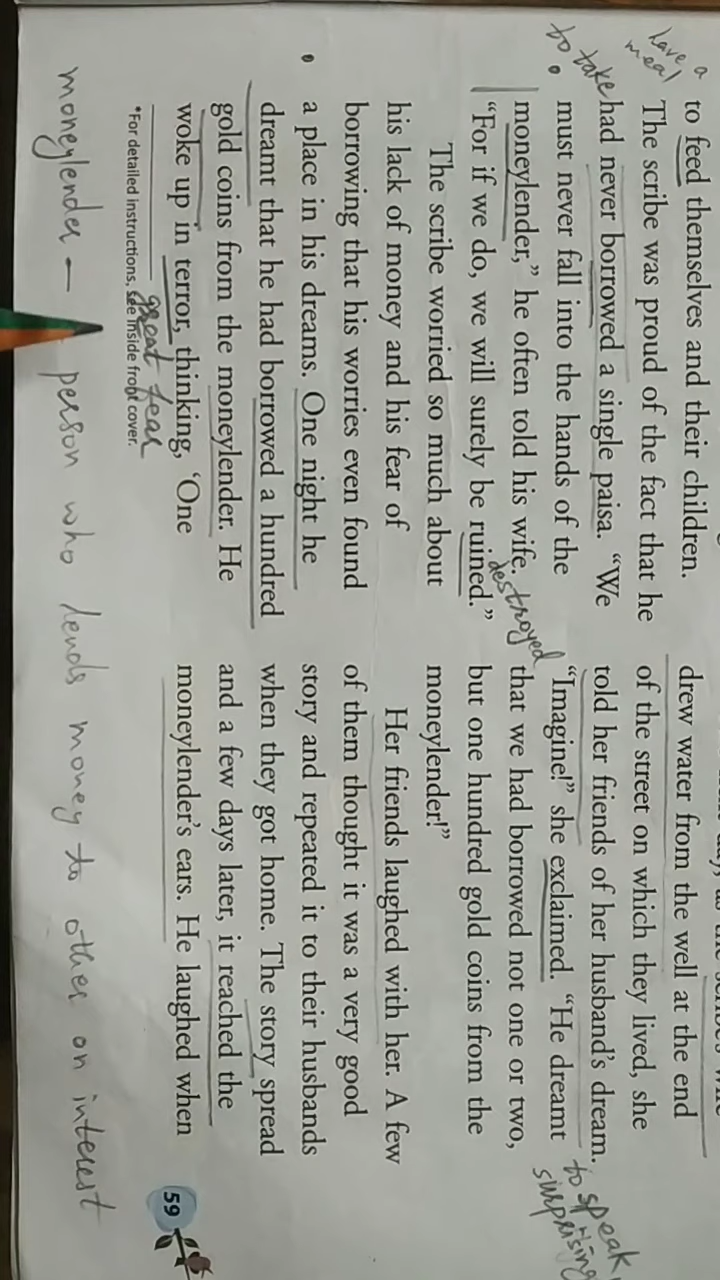 have a
meal
to feed themselves and their children.
The scribe was proud of the fact that he
to take
had never borrowed a single paisa. “We
must never fall into the hands of the
moneylender,” he often told his wife.
“For if we do, we will surely be ruined.”
destroyed
The scribe worried so much about
his lack of money and his fear of
borrowing that his worries even found
a place in his dreams. One night he
dreamt that he had borrowed a hundred
gold coins from the moneylender. He
woke up in terror, thinking, ‘One
great fear
*For detailed instructions, see inside front cover.
drew water from the well at the end
of the street on which they lived, she
told her friends of her husband’s dream.
“Imagine!” she exclaimed. “He dreamt
to speak
surprising
that we had borrowed not one or two,
but one hundred gold coins from the
moneylender!”
Her friends laughed with her. A few
of them thought it was a very good
story and repeated it to their husbands
when they got home. The story spread
and a few days later, it reached the
moneylender’s ears. He laughed when
59
moneylender – person who lends money to other on interest